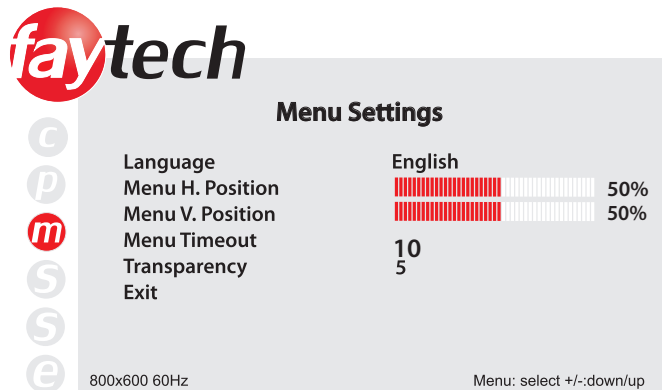 faytech
Menu Settings
c
p
m
s
s
e
Language English
Menu H. Position 50%
Menu V. Position 50%
Menu Timeout 10
Transparency 5
Exit
800x600 60Hz Menu: select +/-:down/up